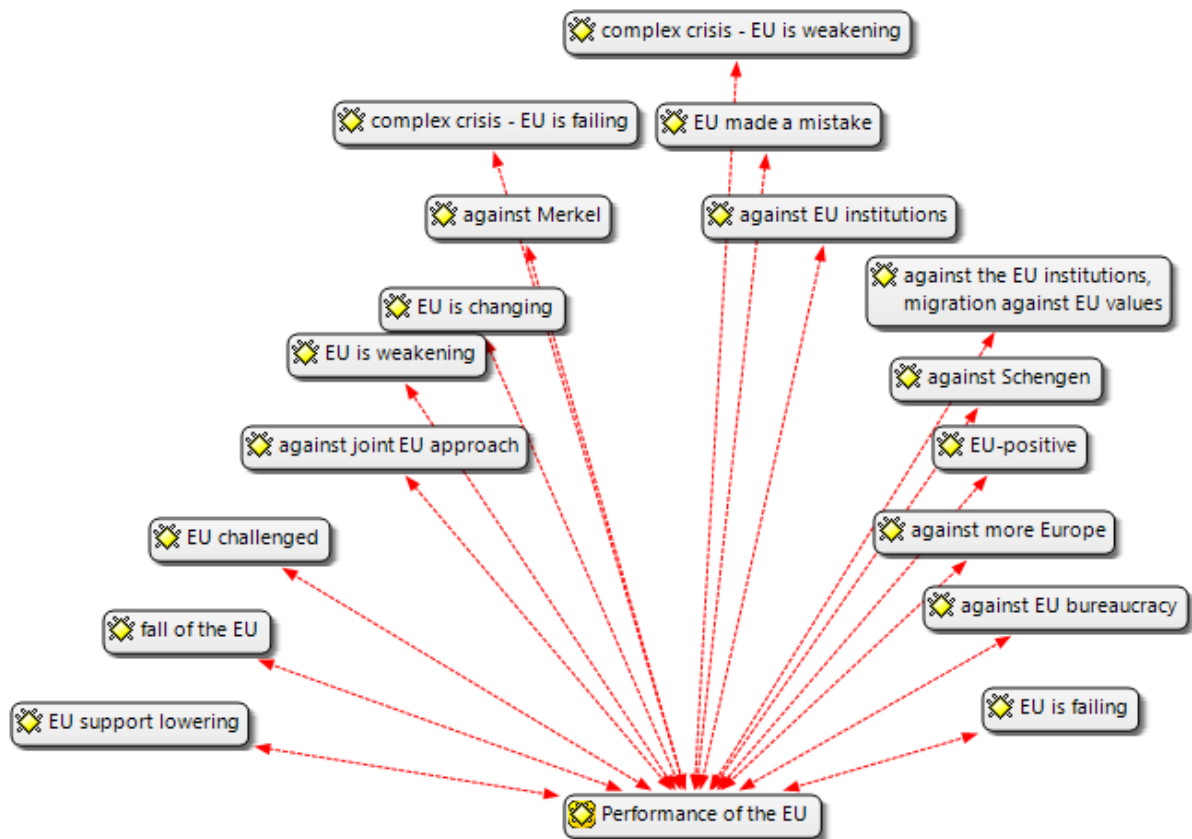 complex crisis - EU is weakening
complex crisis - EU is failing
EU made a mistake
against Merkel
against EU institutions
against the EU institutions,
migration against EU values
EU is changing
EU is weakening
against Schengen
against joint EU approach
EU-positive
EU challenged
against more Europe
against EU bureaucracy
fall of the EU
EU support lowering
EU is failing
Performance of the EU